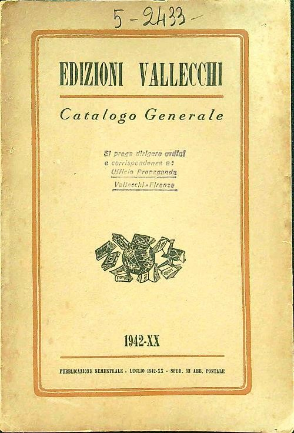 5-2433-
EDIZIONI VALLECCHI
Catalogo Generale
Si prega dirigere ordini
e corrispondenza a:
Ufficio Propaganda
Vallecchi-Firenze
1942-XX
PUBBLICAZIONE SEMESTRALE - LUGLIO 1942-XX - SPED. IN ABB. POSTALE